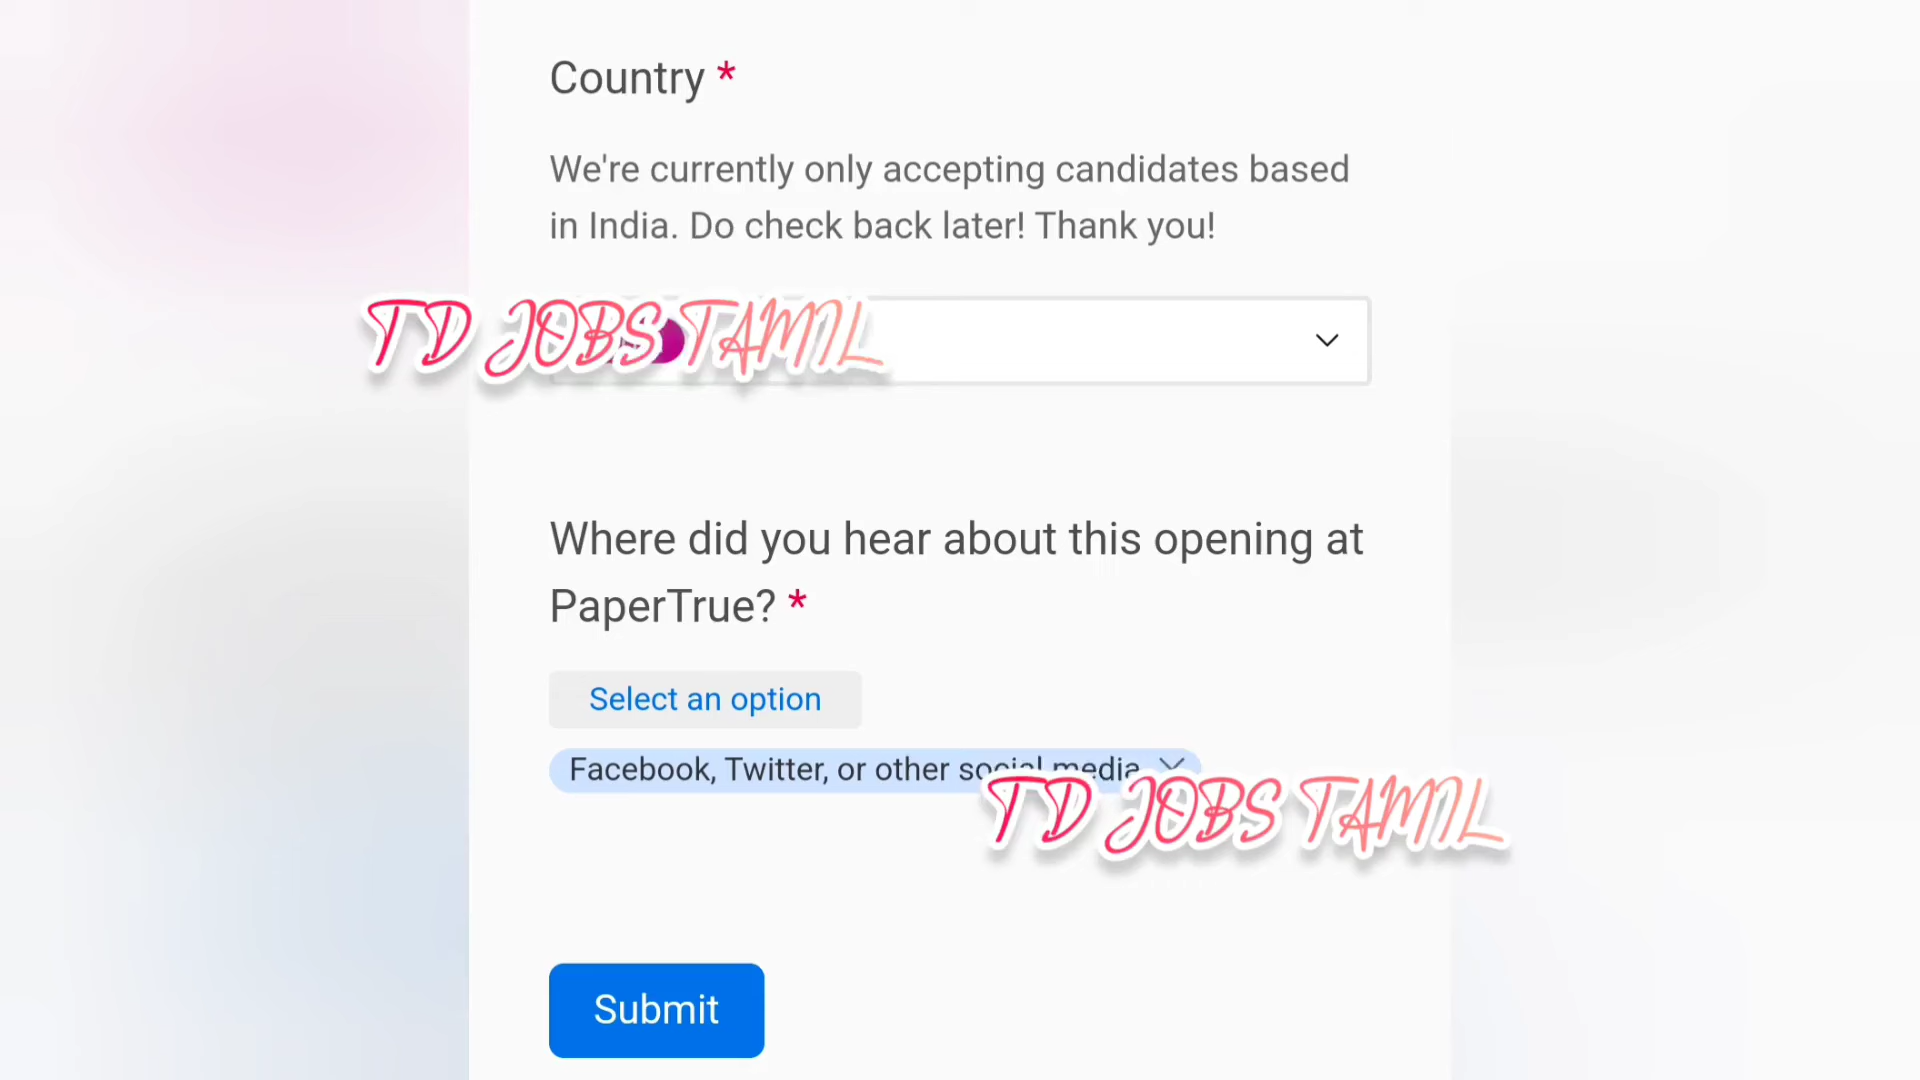 Country *
We're currently only accepting candidates based
in India. Do check back later! Thank you!
TD JOBS TAMIL
Where did you hear about this opening at
PaperTrue? *
Select an option
Facebook, Twitter, or other social media
TD JOBS TAMIL
Submit